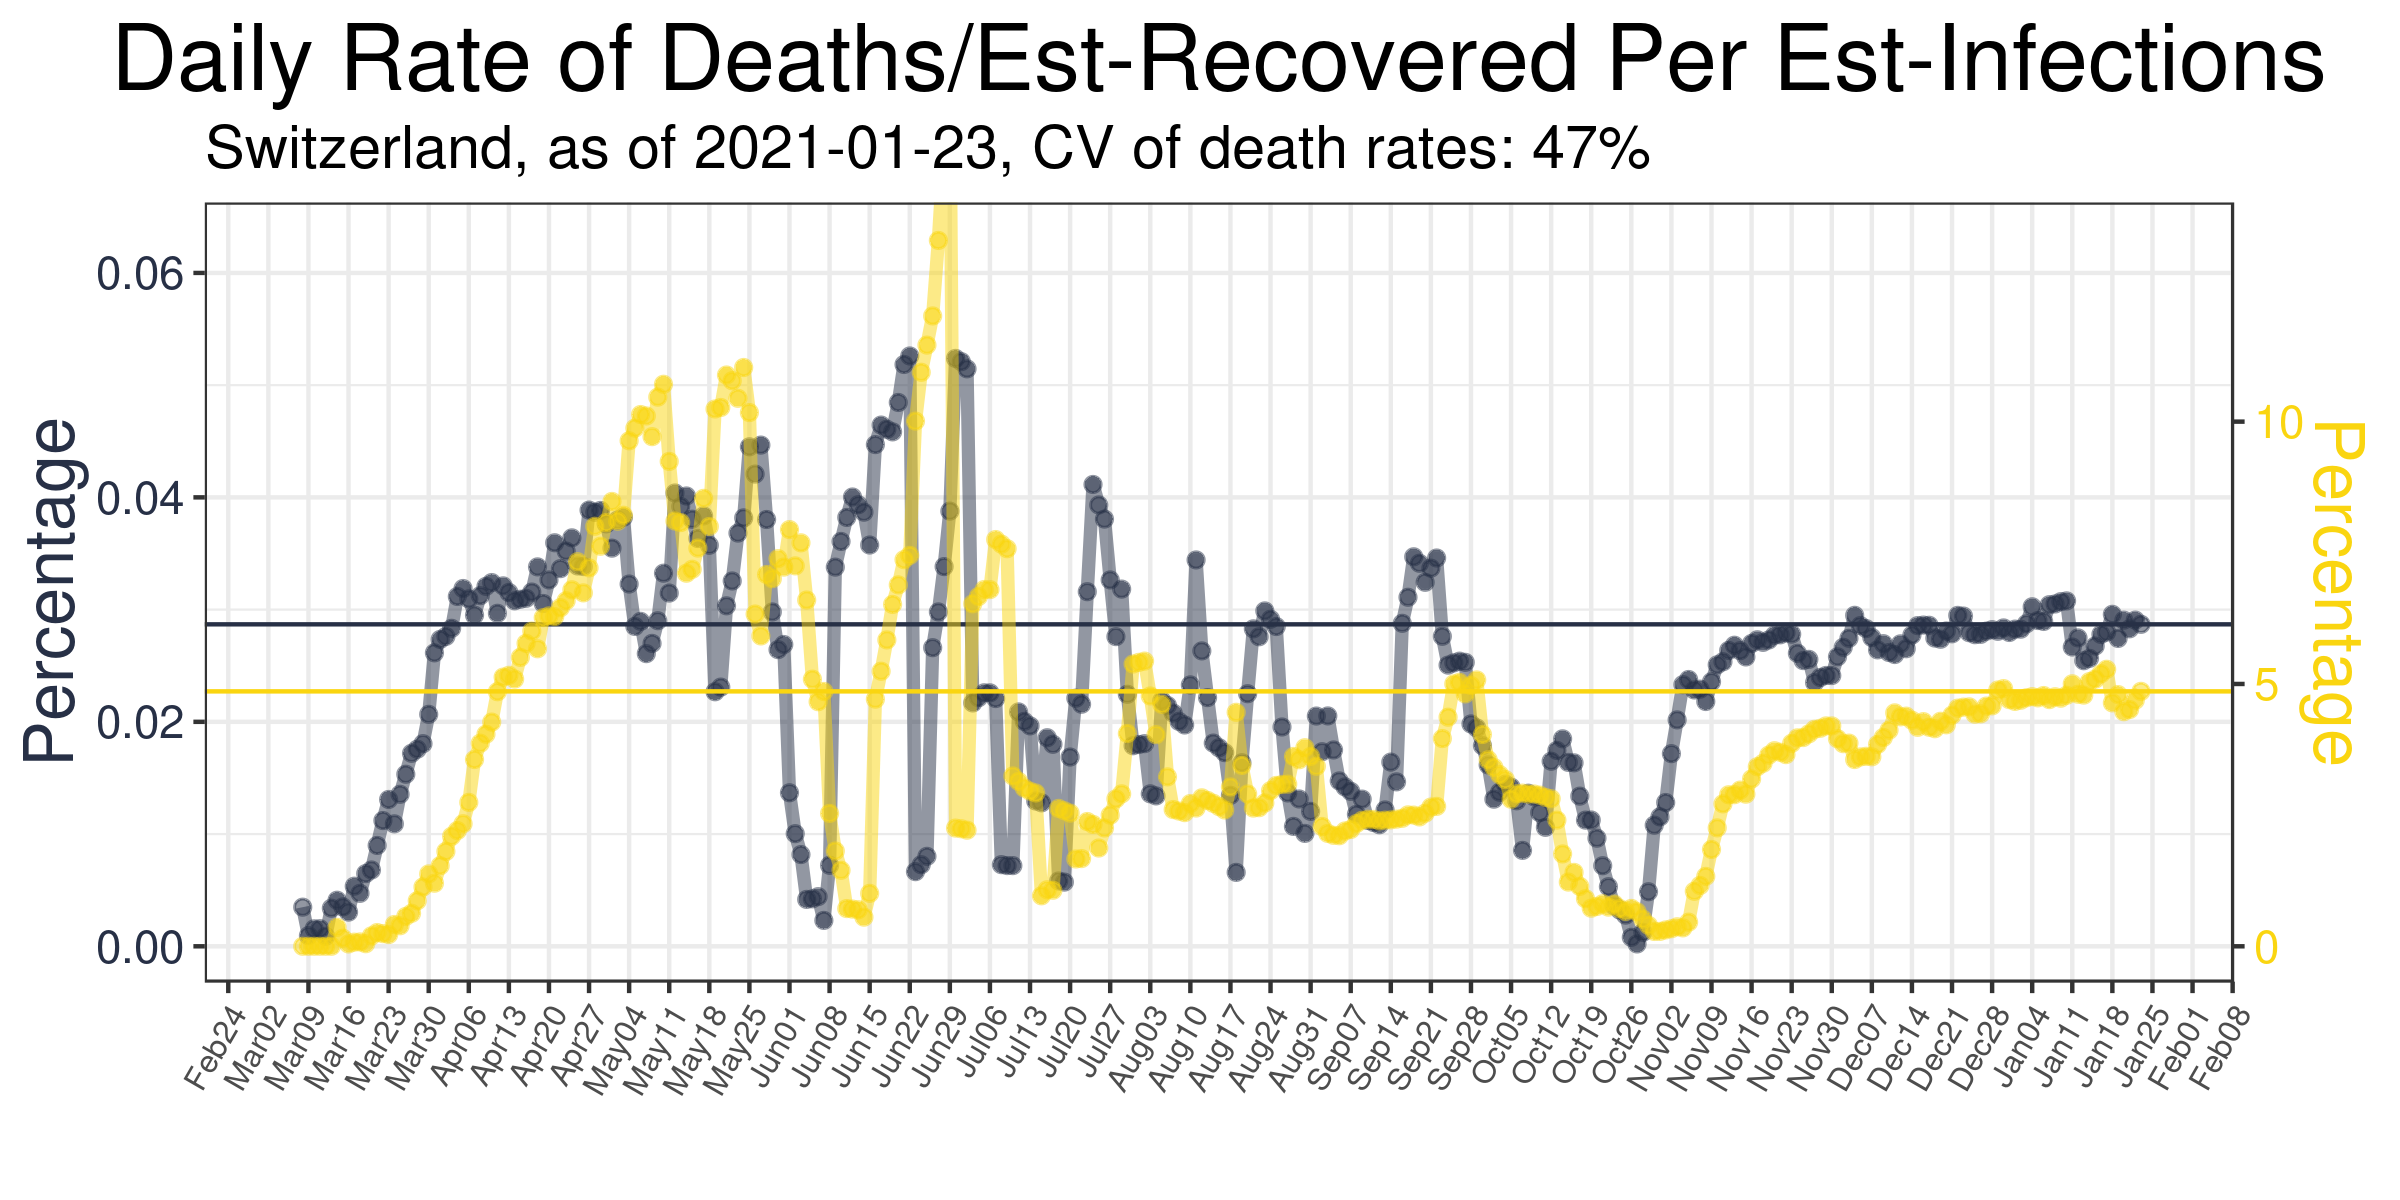 Daily Rate of Deaths/Est-Recovered Per Est-Infections
Switzerland, as of 2021-01-23, CV of death rates: 47%
Percentage
0.06
0.04
0.02
0.00
10
5
0
Percentage
Feb24
Mar02
Mar09
Mar16
Mar23
Mar30
Apr06
Apr13
Apr20
Apr27
May04
May11
May18
May25
Jun01
Jun08
Jun15
Jun22
Jun29
Jul06
Jul13
Jul20
Jul27
Aug03
Aug10
Aug17
Aug24
Aug31
Sep07
Sep14
Sep21
Sep28
Oct05
Oct12
Oct19
Oct26
Nov02
Nov09
Nov16
Nov23
Nov30
Dec07
Dec14
Dec21
Dec28
Jan04
Jan11
Jan18
Jan25
Feb01
Feb08